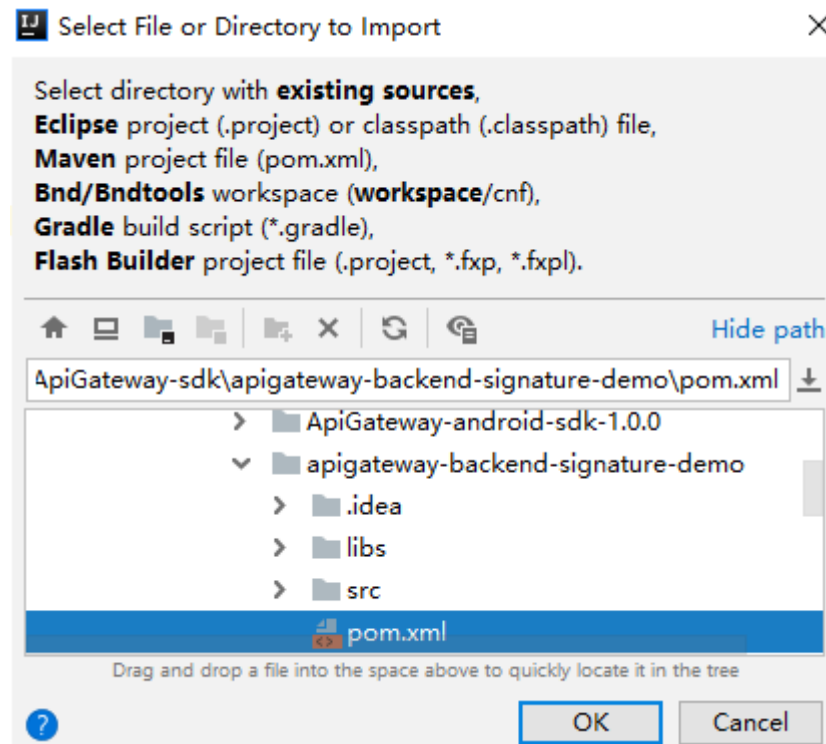 IJ Select File or Directory to Import
Select directory with existing sources,
Eclipse project (.project) or classpath (.classpath) file,
Maven project file (pom.xml),
Bnd/Bndtools workspace (workspace/cnf),
Gradle build script (*.gradle),
Flash Builder project file (.project, *.fxp, *.fxpl).
Hide path
ApiGateway-sdk\apigateway-backend-signature-demo\pom.xml
ApiGateway-android-sdk-1.0.0
apigateway-backend-signature-demo
.idea
libs
src
pom.xml
Drag and drop a file into the space above to quickly locate it in the tree
? OK Cancel